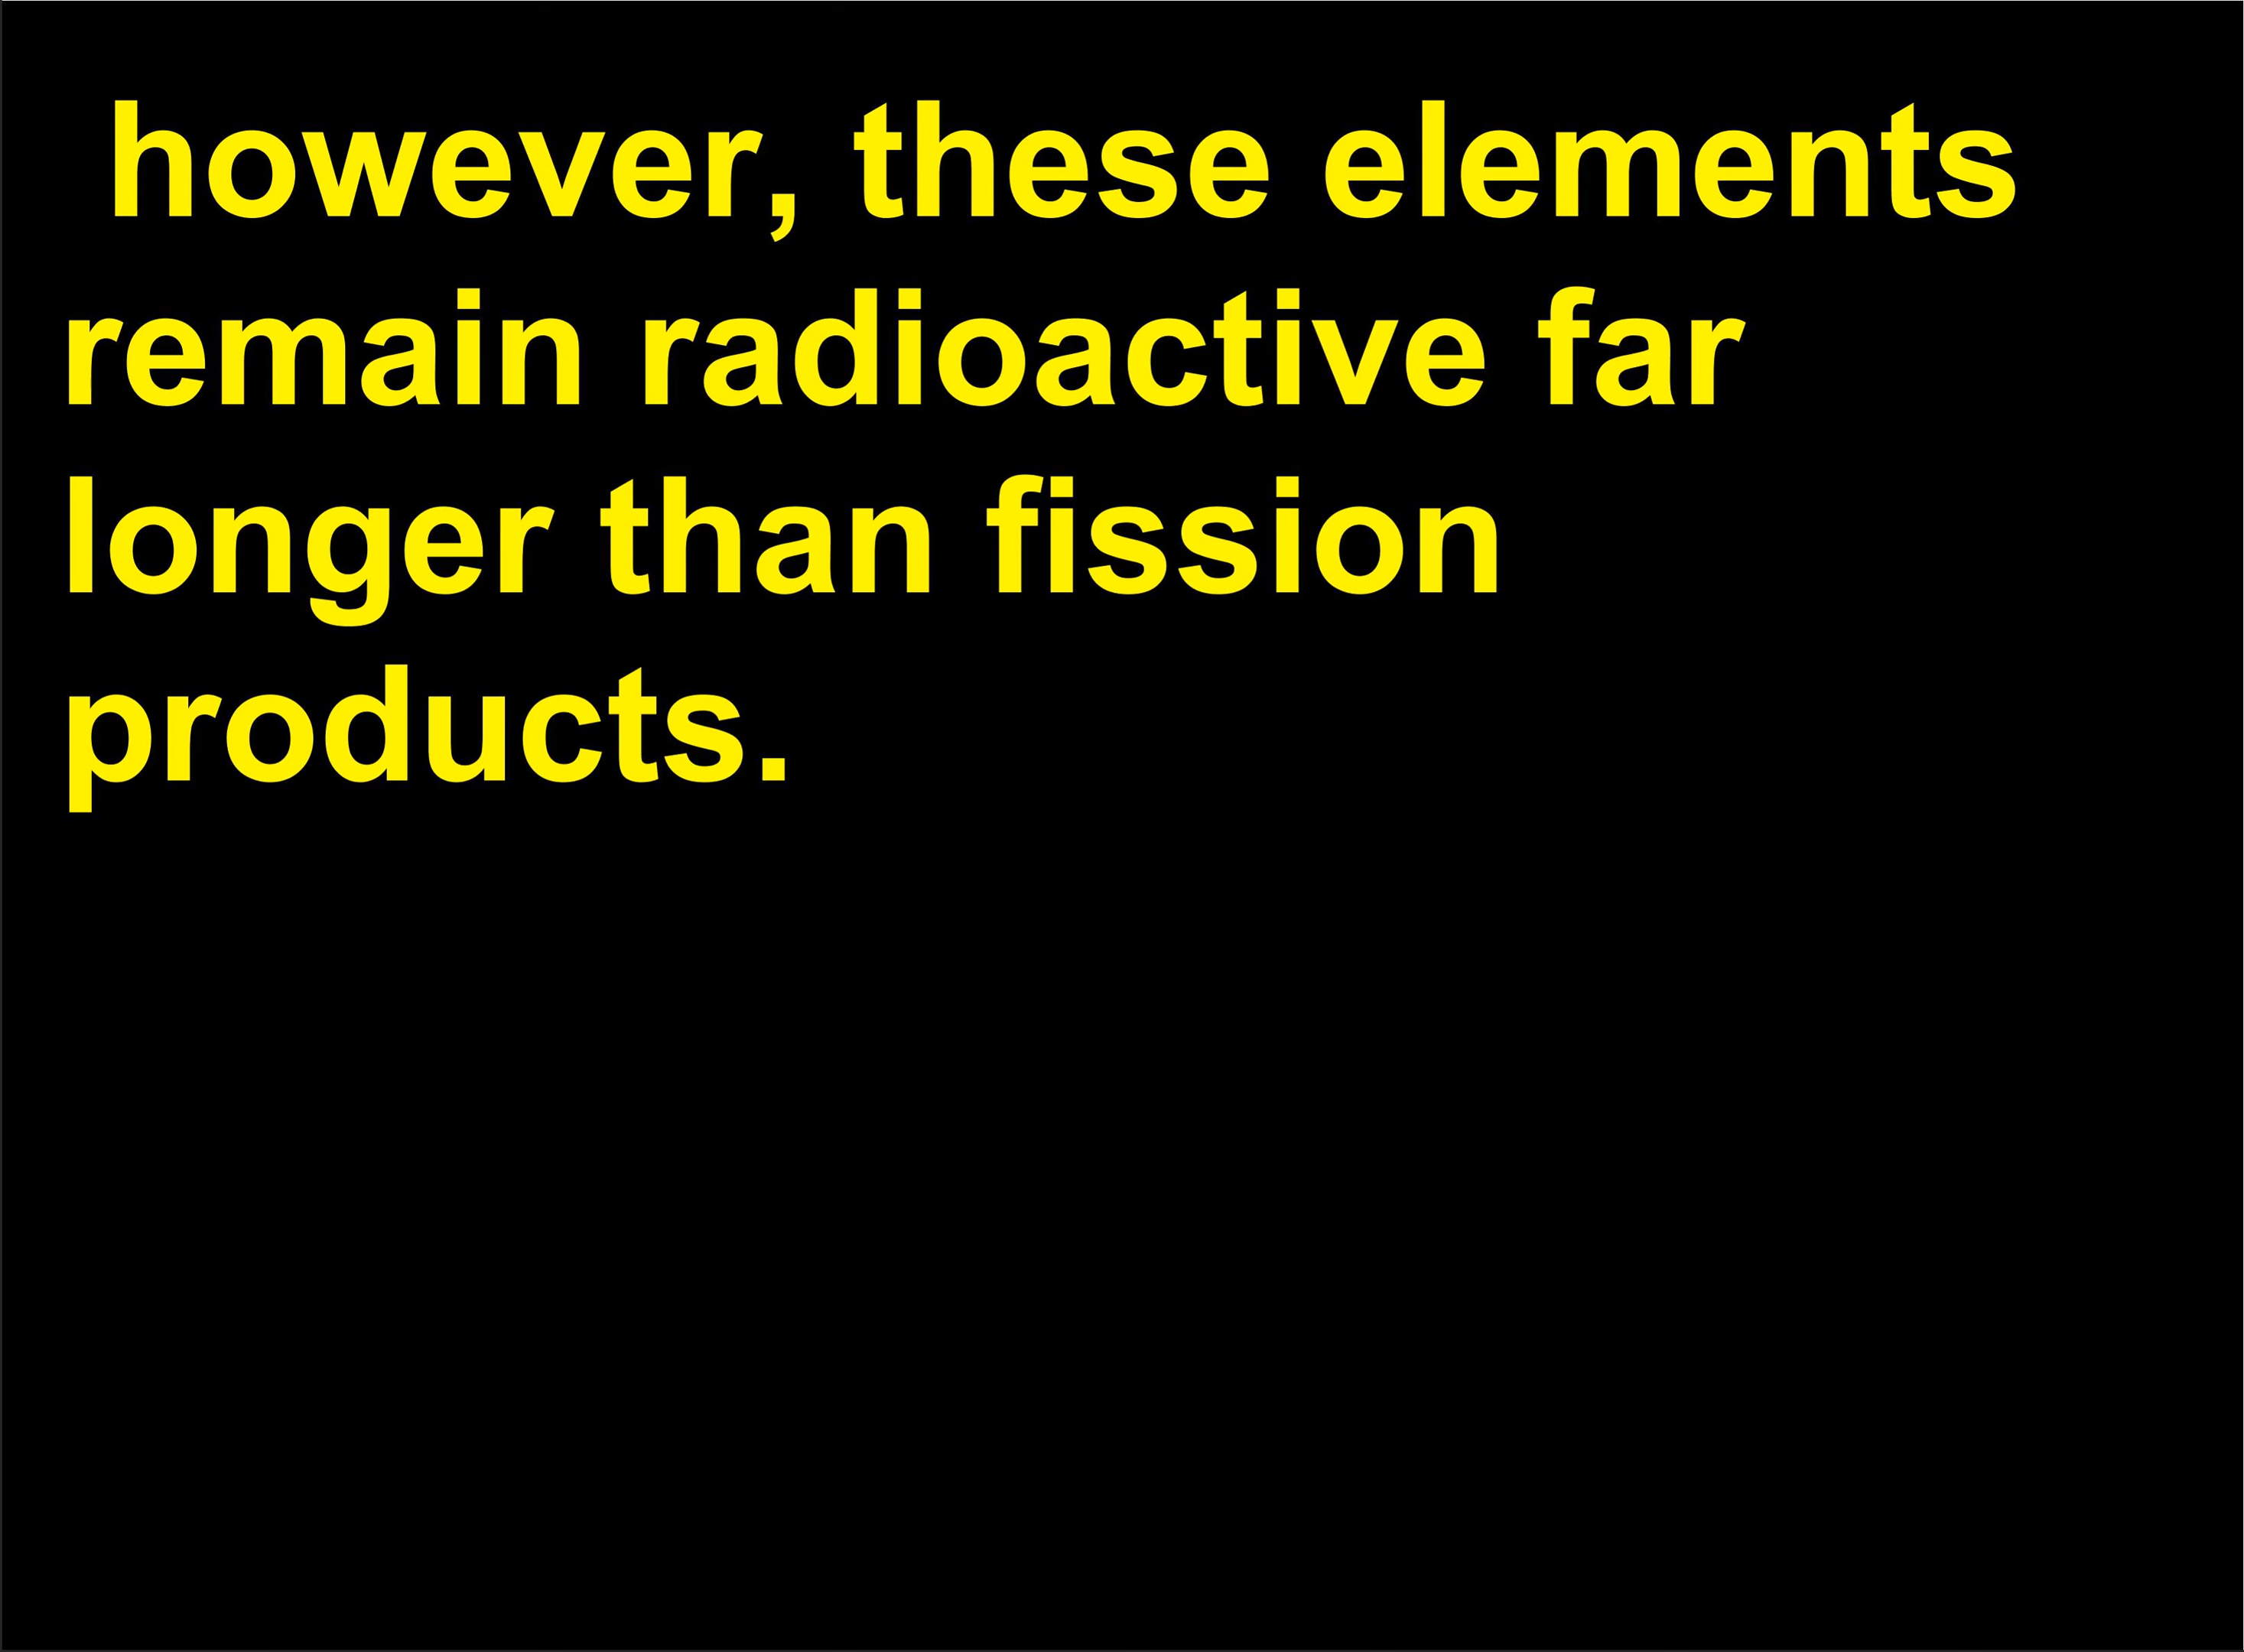 however, these elements
remain radioactive far
longer than fission
products.